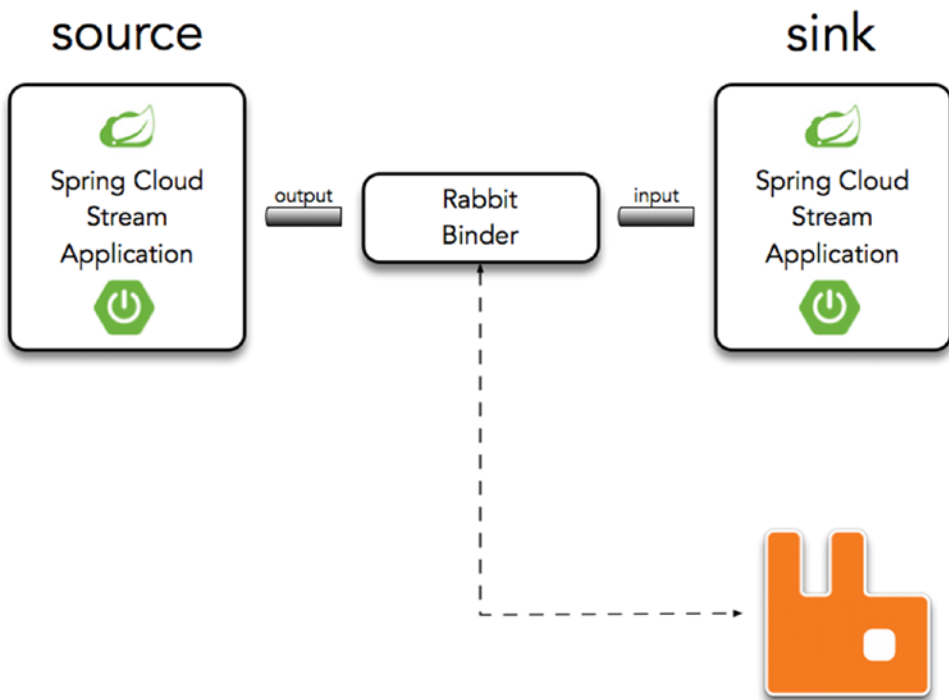 source
sink
Spring Cloud
Stream
Application
output
Rabbit
Binder
input
Spring Cloud
Stream
Application